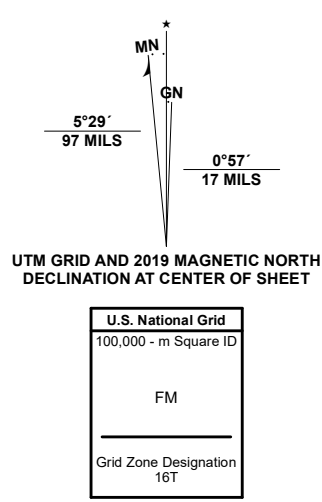 ★
MN
GN
5°29´
97 MILS
0°57´
17 MILS
UTM GRID AND 2019 MAGNETIC NORTH
DECLINATION AT CENTER OF SHEET
U.S. National Grid
100,000 - m Square ID
FM
Grid Zone Designation
16T